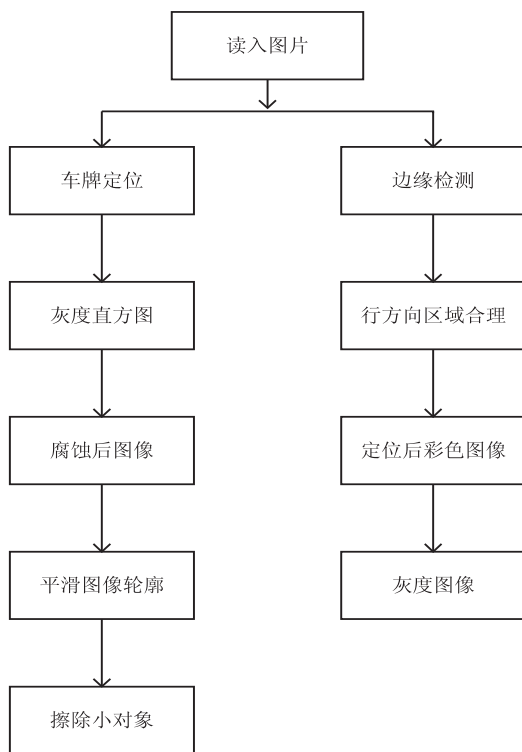 读入图片
车牌定位
边缘检测
灰度直方图
行方向区域合理
腐蚀后图像
定位后彩色图像
平滑图像轮廓
灰度图像
擦除小对象